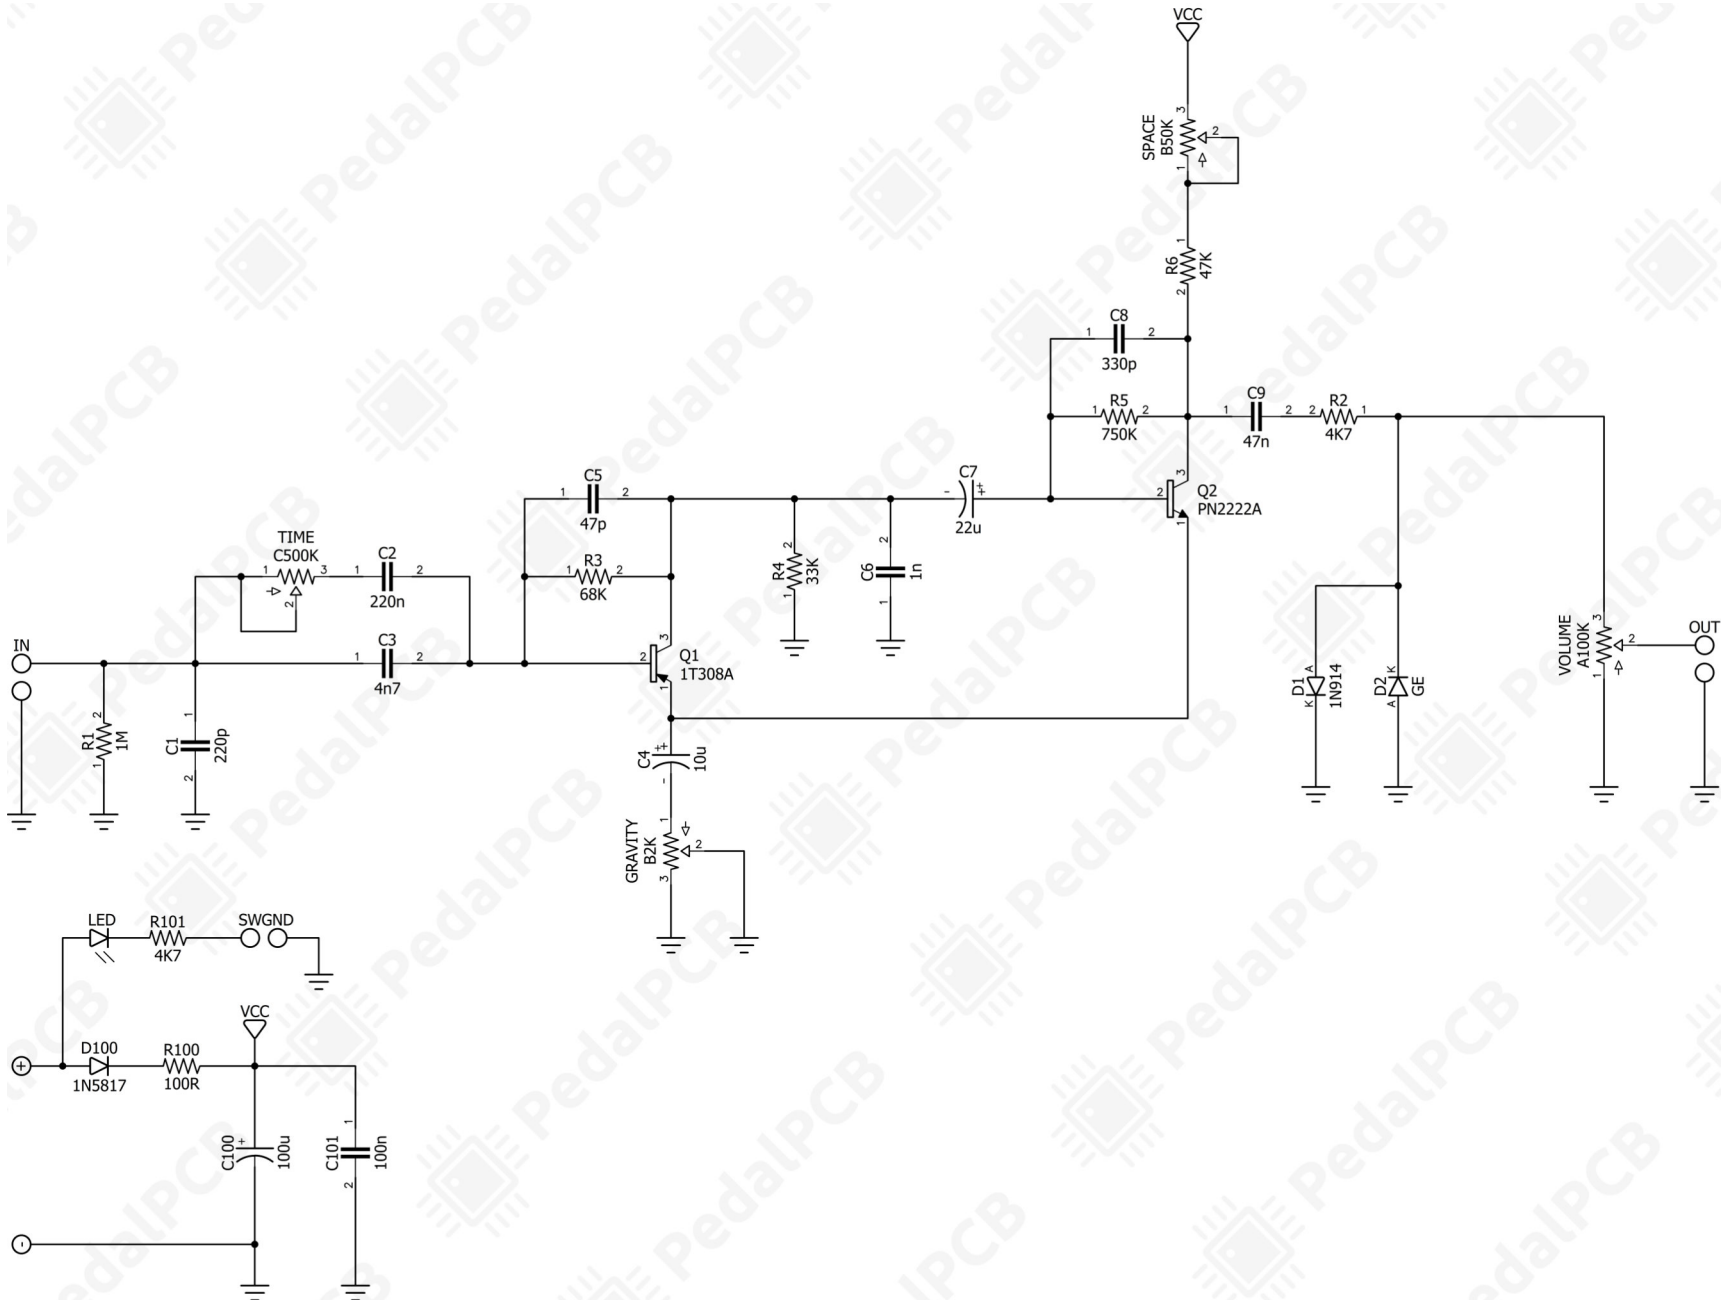 VCC
3
SPACE
B50K
2
1
1
R6
47K
2
C8
1 2
330p
R5
1 2
750K
C9
1 2
47n
R2
2 1
4K7
C5
1 2
47p
C7
- +
22u
3
2
Q2
PN2222A
1
TIME
C500K
1 3
2
C2
1 2
220n
R3
1 2
68K
2
R4
33K
1
2
C6
1n
1
IN
C3
1 2
4n7
3
2
Q1
1T308A
1
2
R1
1M
1
1
C1
220p
2
+
C4
10u
-
A
D1
1N914
K
K
D2
GE
A
VOLUME
A100K
3
2
1
OUT
GRAVITY
B2K
1
2
3
LED
R101
4K7
SWGND
VCC
+
D100
1N5817
R100
100R
+
C100
100u
1
C101
100n
2
-
PedalPCB